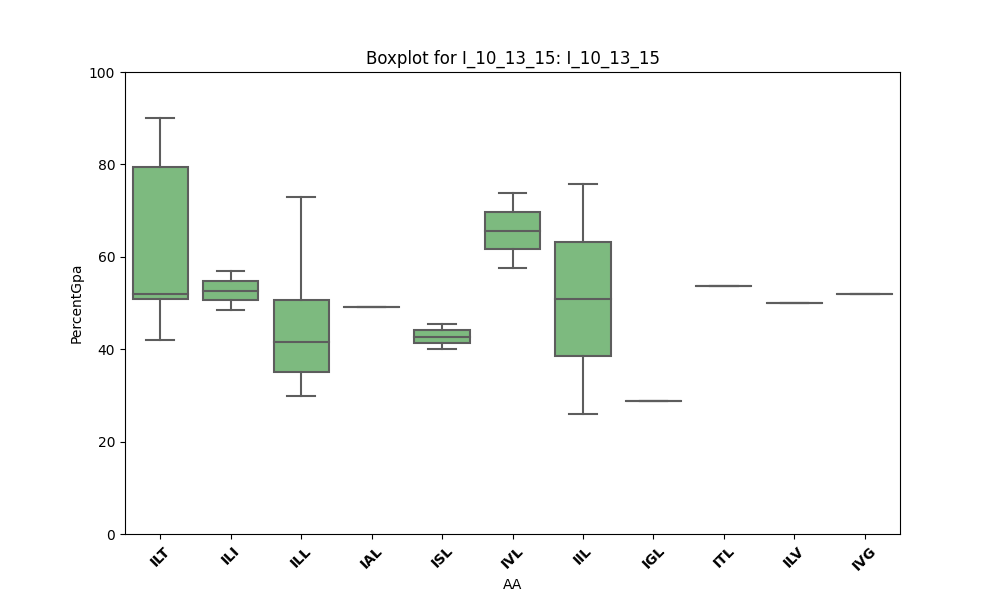 Boxplot for I_10_13_15: I_10_13_15
100
80
60
40
20
0
PercentGpa
ILT ILI ILL IAL ISL IVL IIL IGL ITL ILV IVG
AA